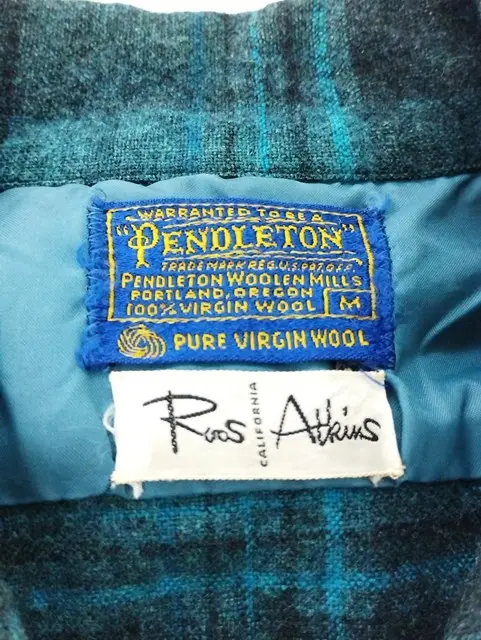 WARRANTED TO BE A
"PENDLETON"
TRADE MARK REG. U.S. PAT. OFF.
PENDLETON WOOLEN MILLS
PORTLAND, OREGON
100% VIRGIN WOOL M
PURE VIRGIN WOOL
Roos CALIFORNIA Atkins